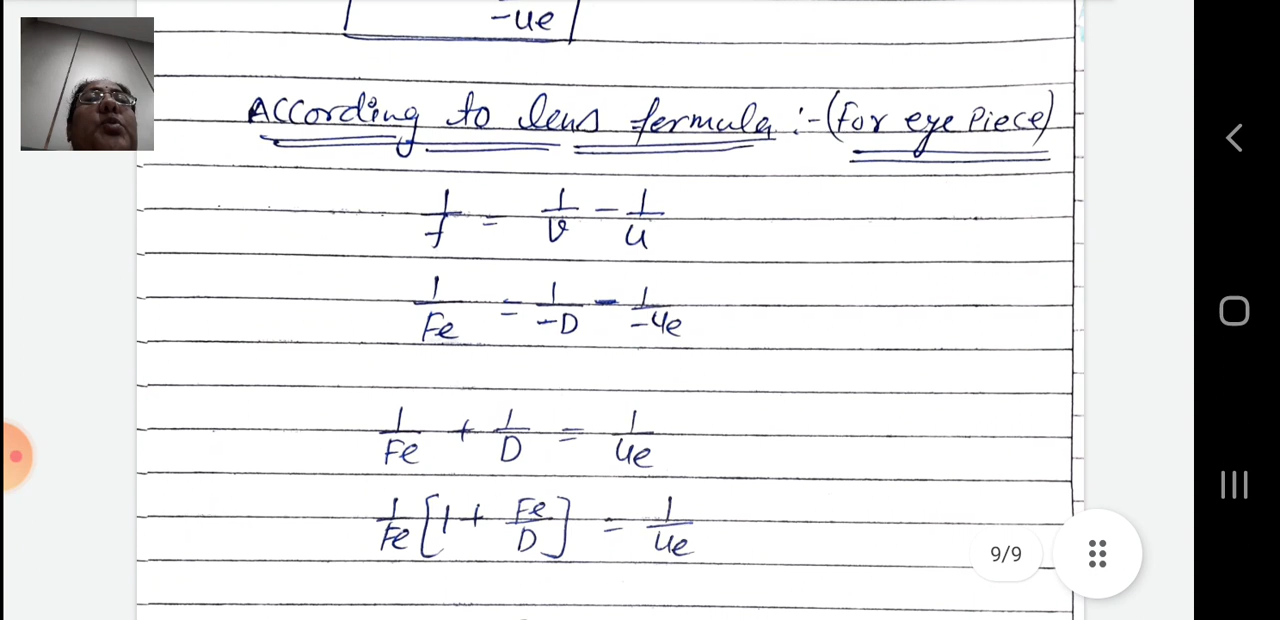 -ue
According to lens formula :- (for eye Piece)
1/f = 1/v - 1/u
1/Fe = 1/-D - 1/-ue
1/Fe + 1/D = 1/ue
1/Fe [1 + Fe/D] = 1/ue
9/9